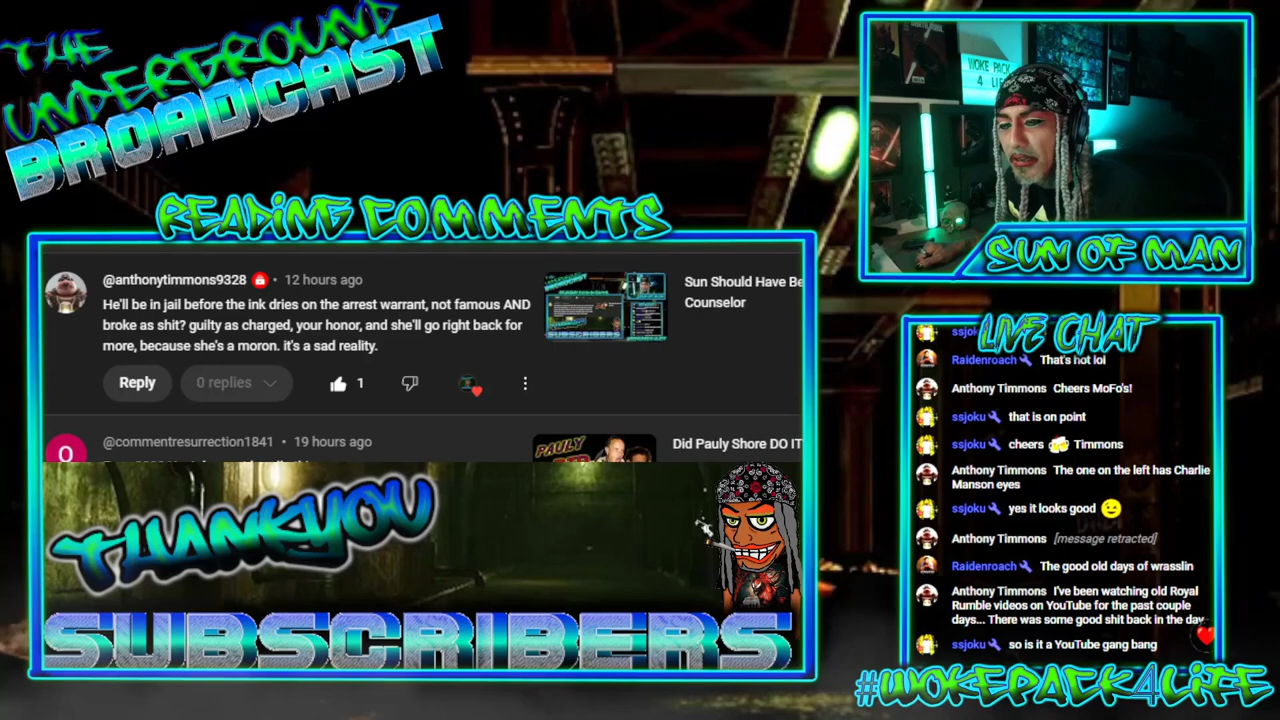 THE
UNDERGROUND
BROADCAST
WOKE PACK
4 LIFE
READING COMMENTS
SUN OF MAN
@anthonytimmons9328 • 12 hours ago
He'll be in jail before the ink dries on the arrest warrant, not famous AND
broke as shit? guilty as charged, your honor, and she'll go right back for
more, because she's a moron. it's a sad reality.
Reply 0 replies 1
Sun Should Have Be
Counselor
@commentresurrection1841 • 19 hours ago
O
PAULY
Did Pauly Shore DO IT
THANKYOU
SUBSCRIBERS
LIVE CHAT
ssjo
Raidenroach That's hot lol
Anthony Timmons Cheers MoFo's!
ssjoku that is on point
ssjoku cheers 🍻 Timmons
Anthony Timmons The one on the left has Charlie
Manson eyes
ssjoku yes it looks good 😉
Anthony Timmons [message retracted]
Raidenroach The good old days of wrasslin
Anthony Timmons I've been watching old Royal
Rumble videos on YouTube for the past couple
days... There was some good shit back in the day
ssjoku so is it a YouTube gang bang
#WOKEPACK4LIFE